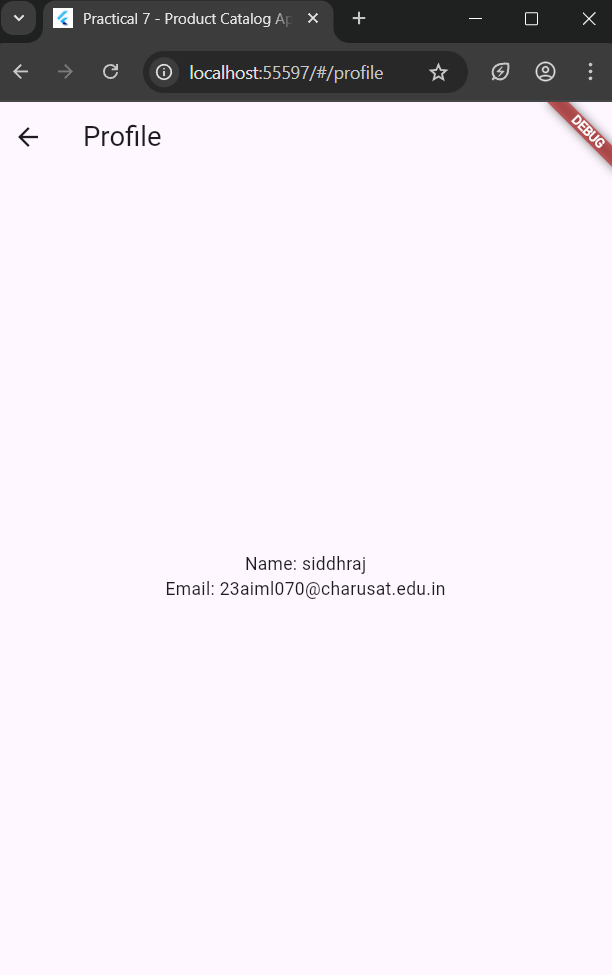 Practical 7 - Product Catalog Ap
localhost:55597/#/profile
Profile
DEBUG
Name: siddhraj
Email: 23aiml070@charusat.edu.in